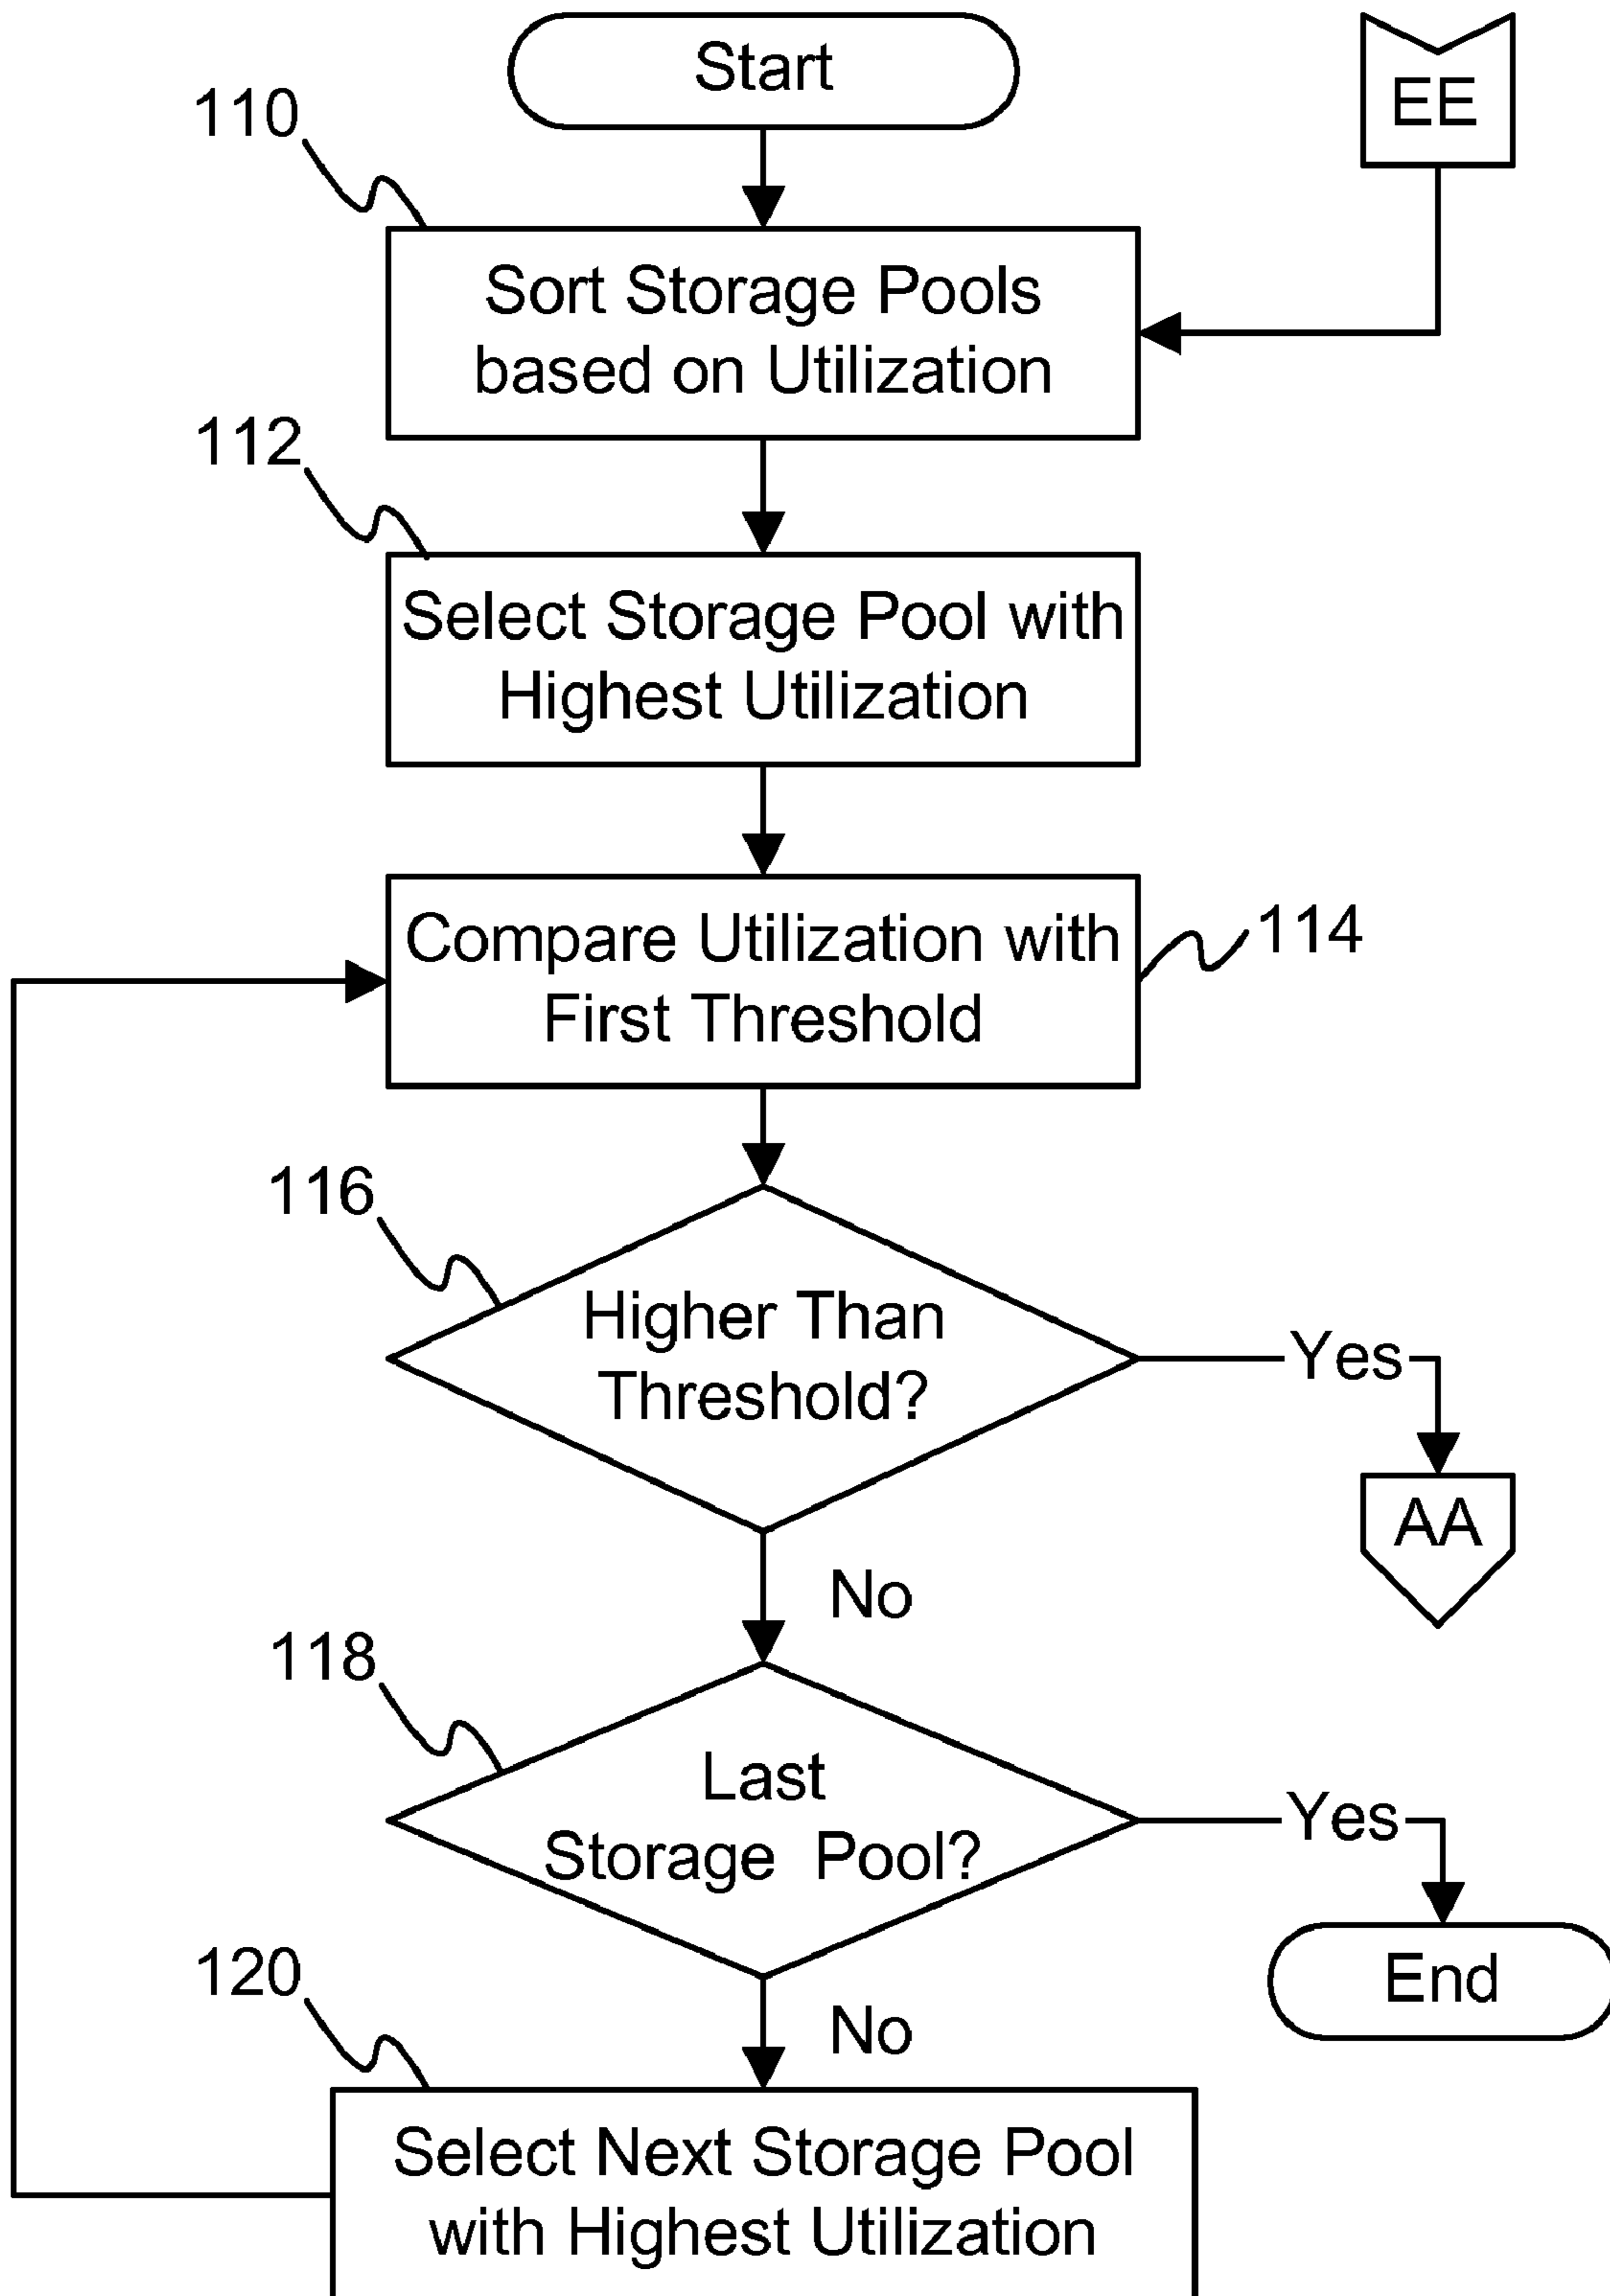 Start
EE
110
Sort Storage Pools
based on Utilization
112
Select Storage Pool with
Highest Utilization
Compare Utilization with
First Threshold
114
116
Higher Than
Threshold?
Yes
AA
No
118
Last
Storage Pool?
Yes
End
No
120
Select Next Storage Pool
with Highest Utilization